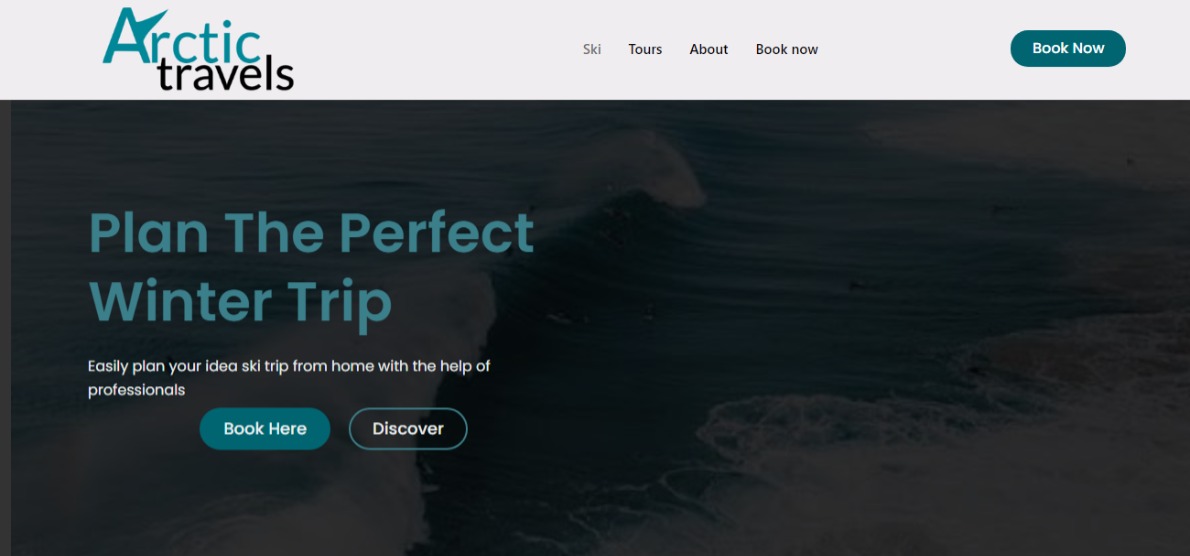 Arctic
travels
Ski Tours About Book now
Book Now
Plan The Perfect
Winter Trip
Easily plan your idea ski trip from home with the help of
professionals
Book Here Discover